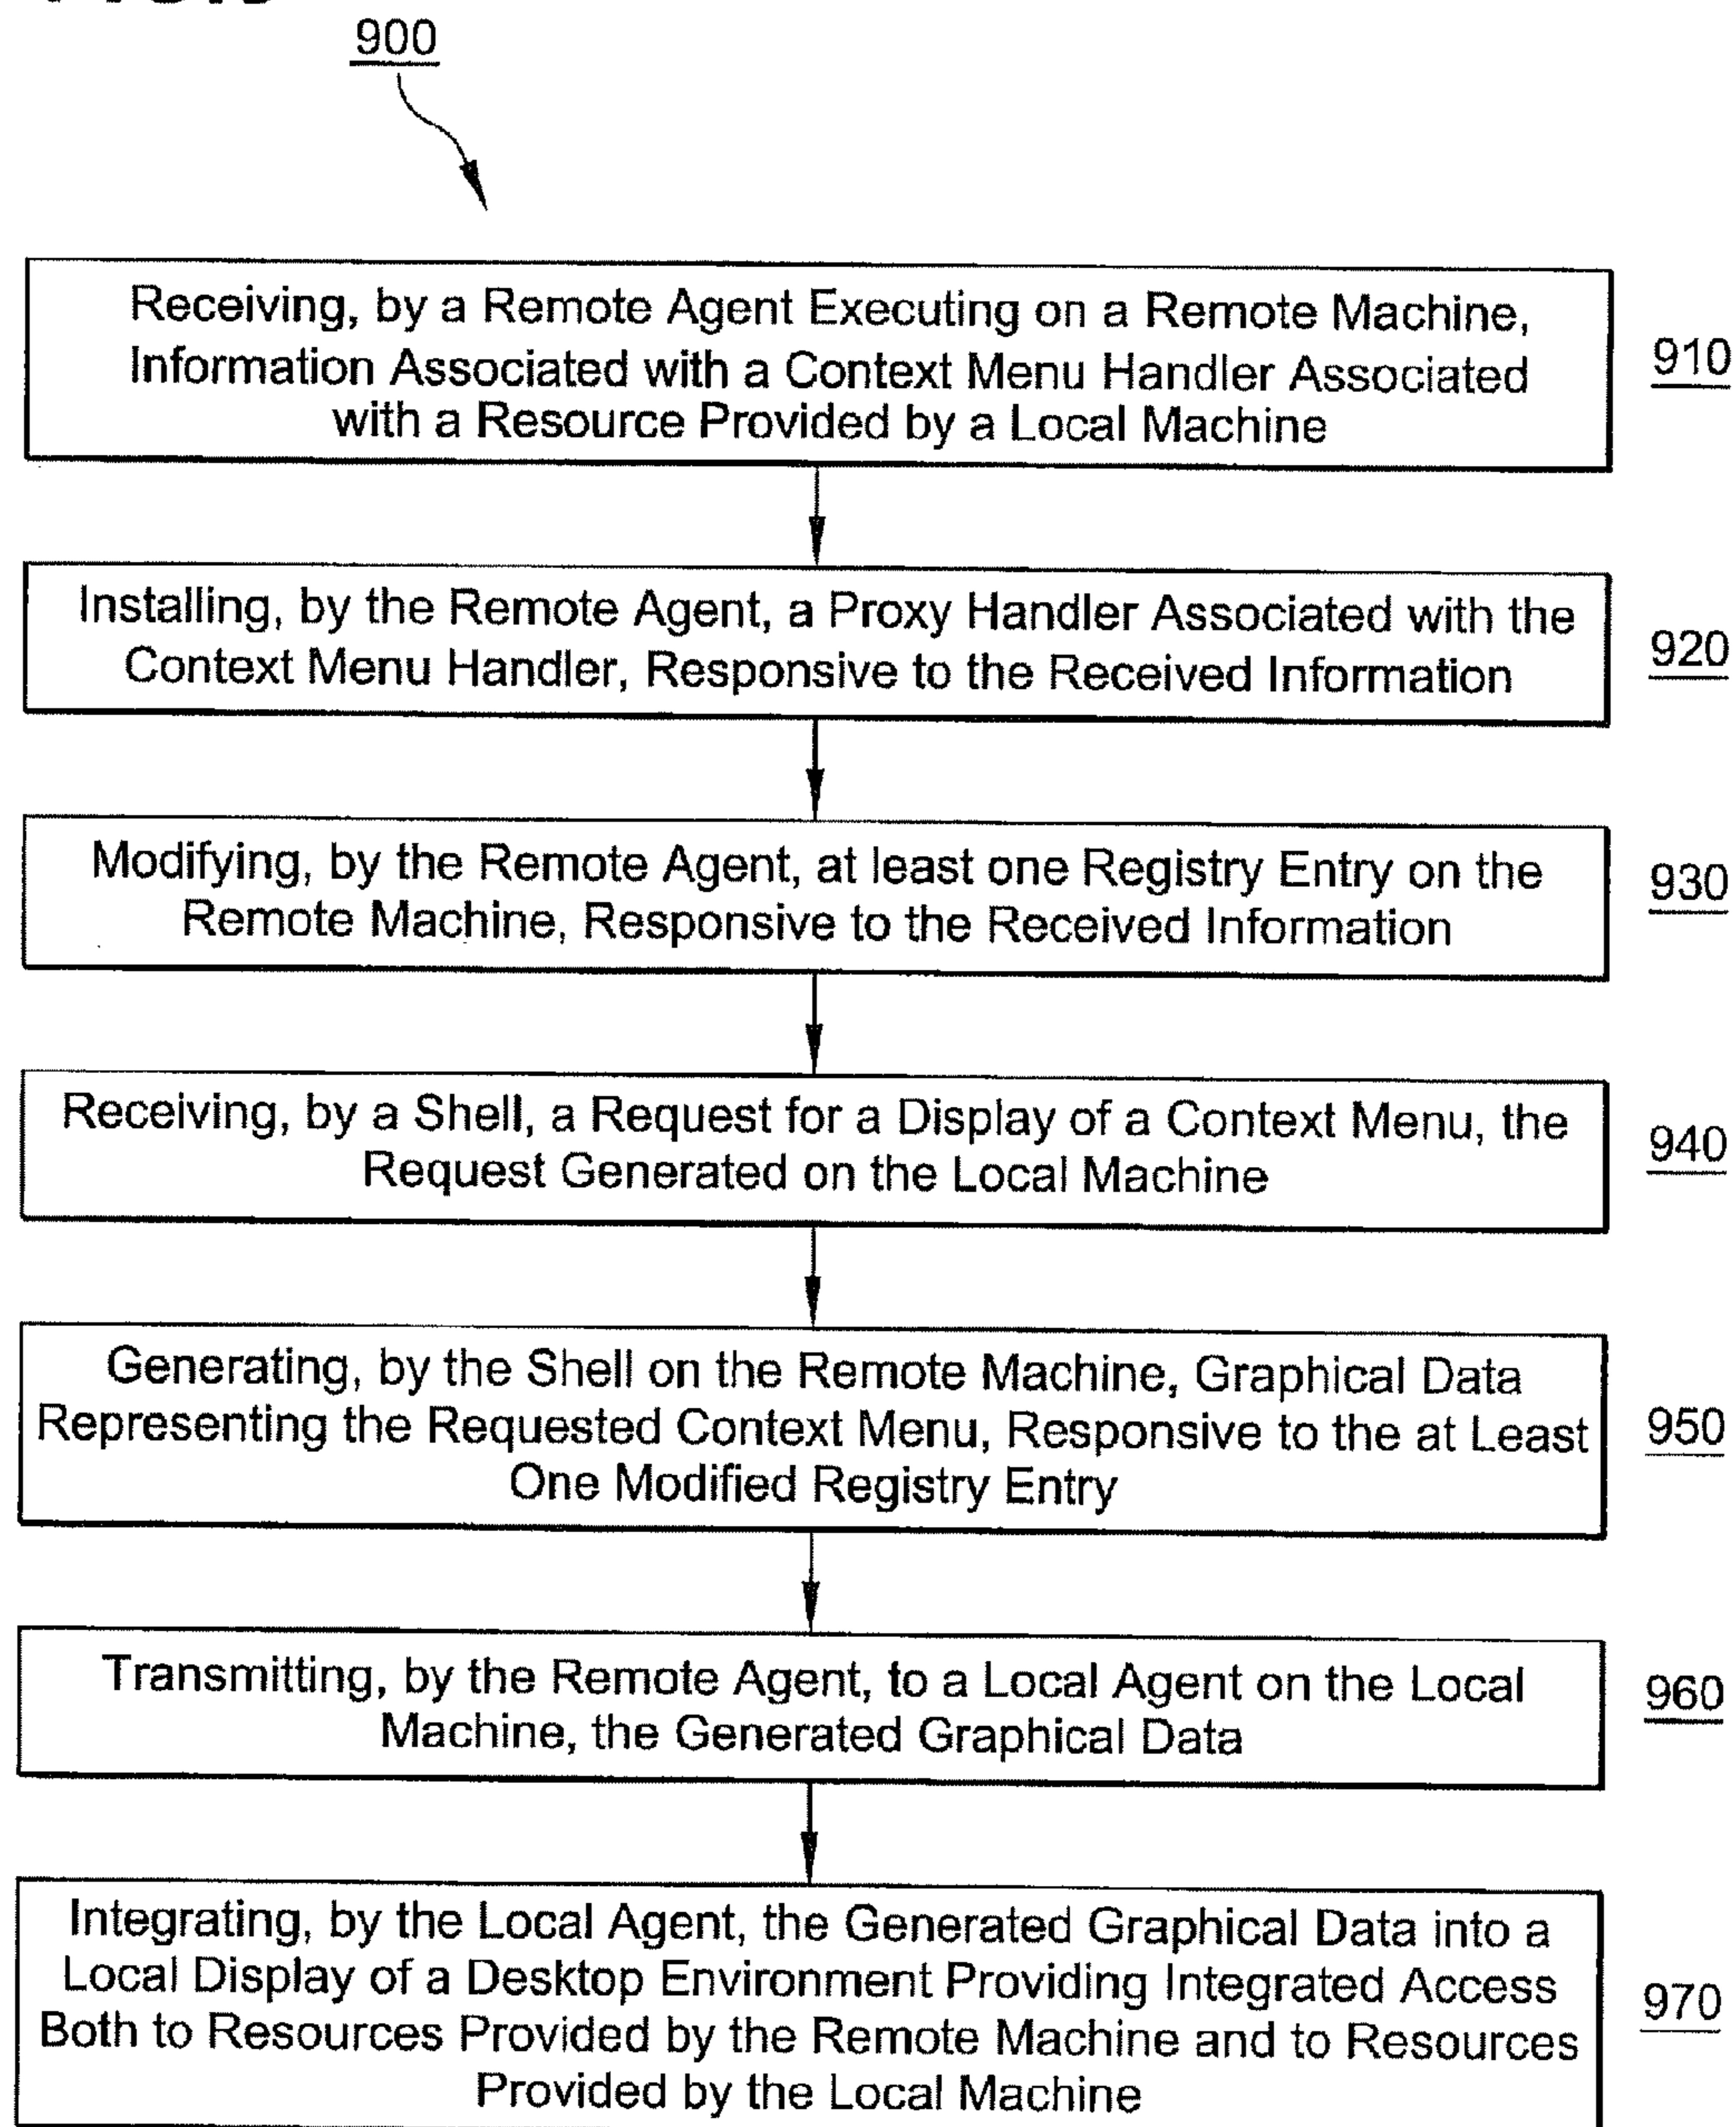 900
Receiving, by a Remote Agent Executing on a Remote Machine,
Information Associated with a Context Menu Handler Associated
with a Resource Provided by a Local Machine
910
Installing, by the Remote Agent, a Proxy Handler Associated with the
Context Menu Handler, Responsive to the Received Information
920
Modifying, by the Remote Agent, at least one Registry Entry on the
Remote Machine, Responsive to the Received Information
930
Receiving, by a Shell, a Request for a Display of a Context Menu, the
Request Generated on the Local Machine
940
Generating, by the Shell on the Remote Machine, Graphical Data
Representing the Requested Context Menu, Responsive to the at Least
One Modified Registry Entry
950
Transmitting, by the Remote Agent, to a Local Agent on the Local
Machine, the Generated Graphical Data
960
Integrating, by the Local Agent, the Generated Graphical Data into a
Local Display of a Desktop Environment Providing Integrated Access
Both to Resources Provided by the Remote Machine and to Resources
Provided by the Local Machine
970